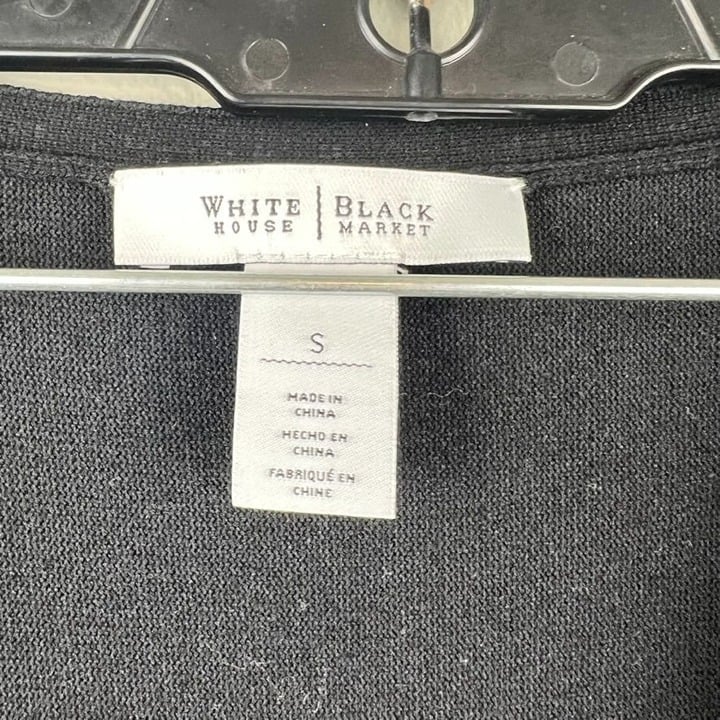 WHITE | BLACK
HOUSE | MARKET
S
MADE IN
CHINA
HECHO EN
CHINA
FABRIQUÉ EN
CHINE